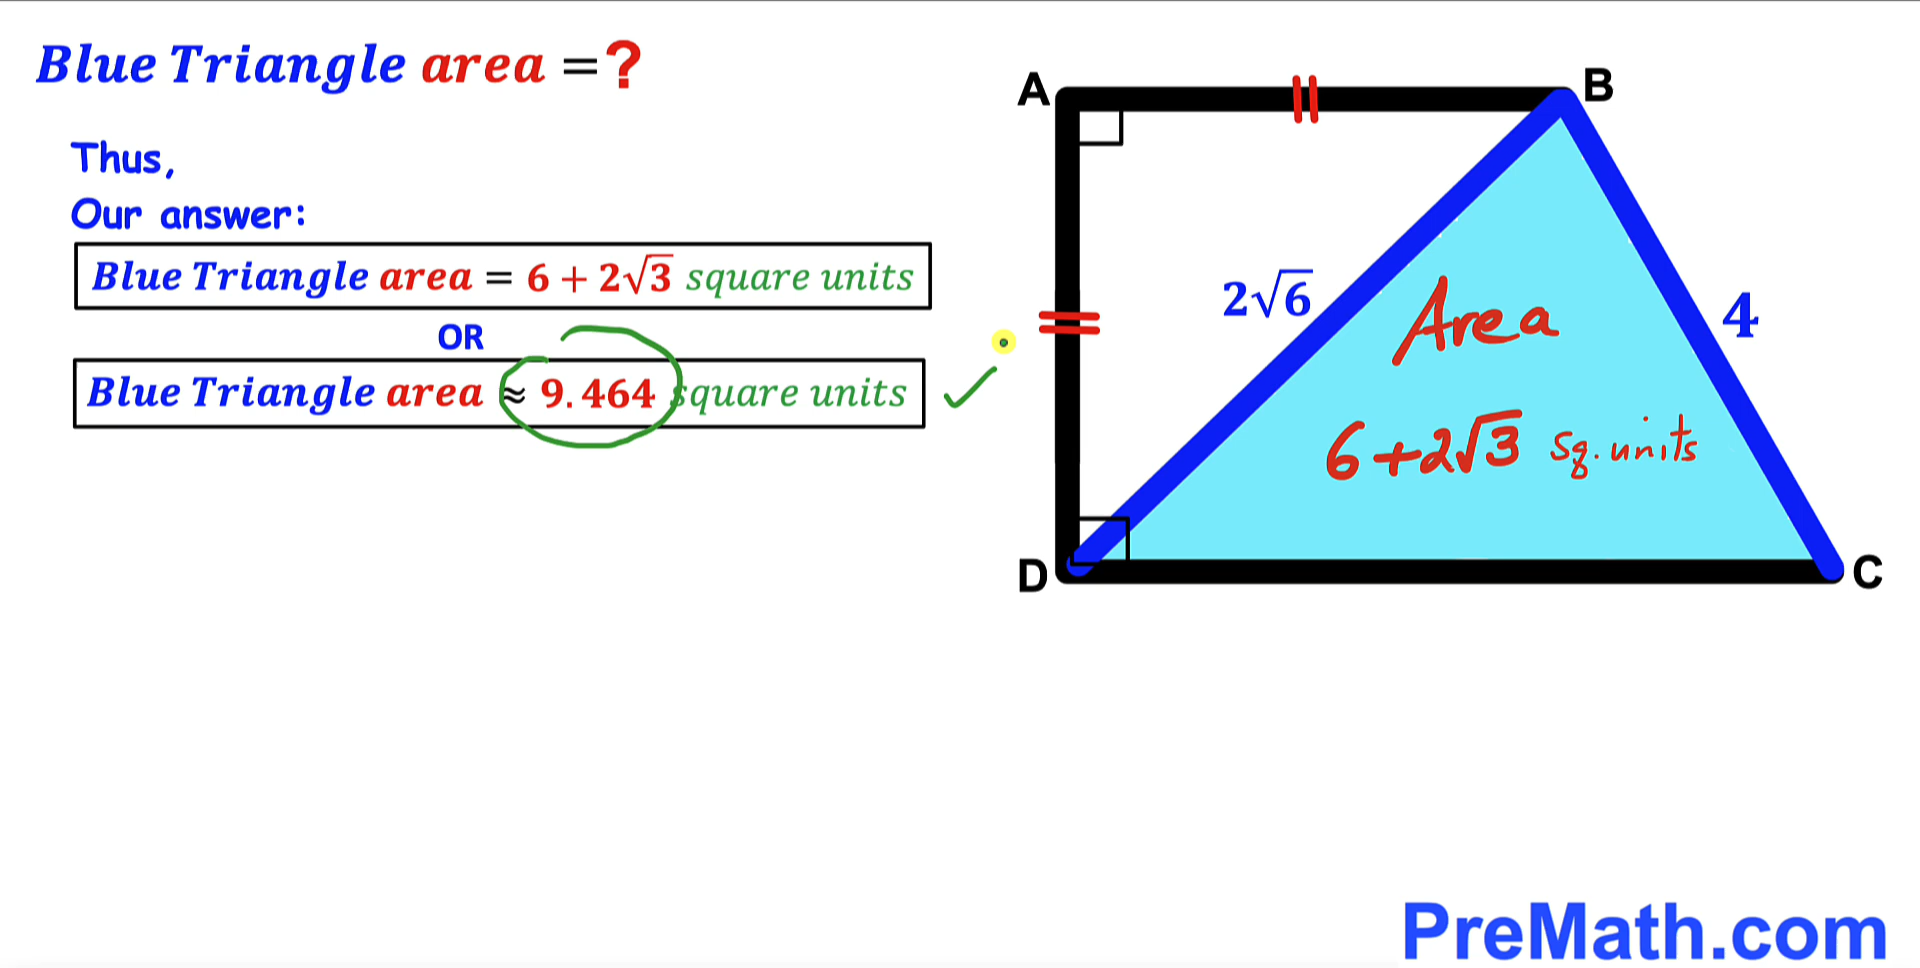 Blue Triangle area =?
Thus,
Our answer:
Blue Triangle area = 6 + 2√3 square units
OR
Blue Triangle area ≈ 9.464 square units
A
B
2√6
Area
4
6+2√3 sq. units
D
C
PreMath.com